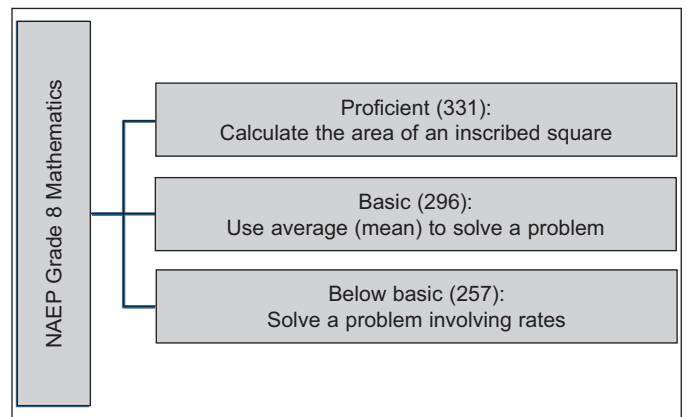 NAEP Grade 8 Mathematics
Proficient (331):
Calculate the area of an inscribed square
Basic (296):
Use average (mean) to solve a problem
Below basic (257):
Solve a problem involving rates